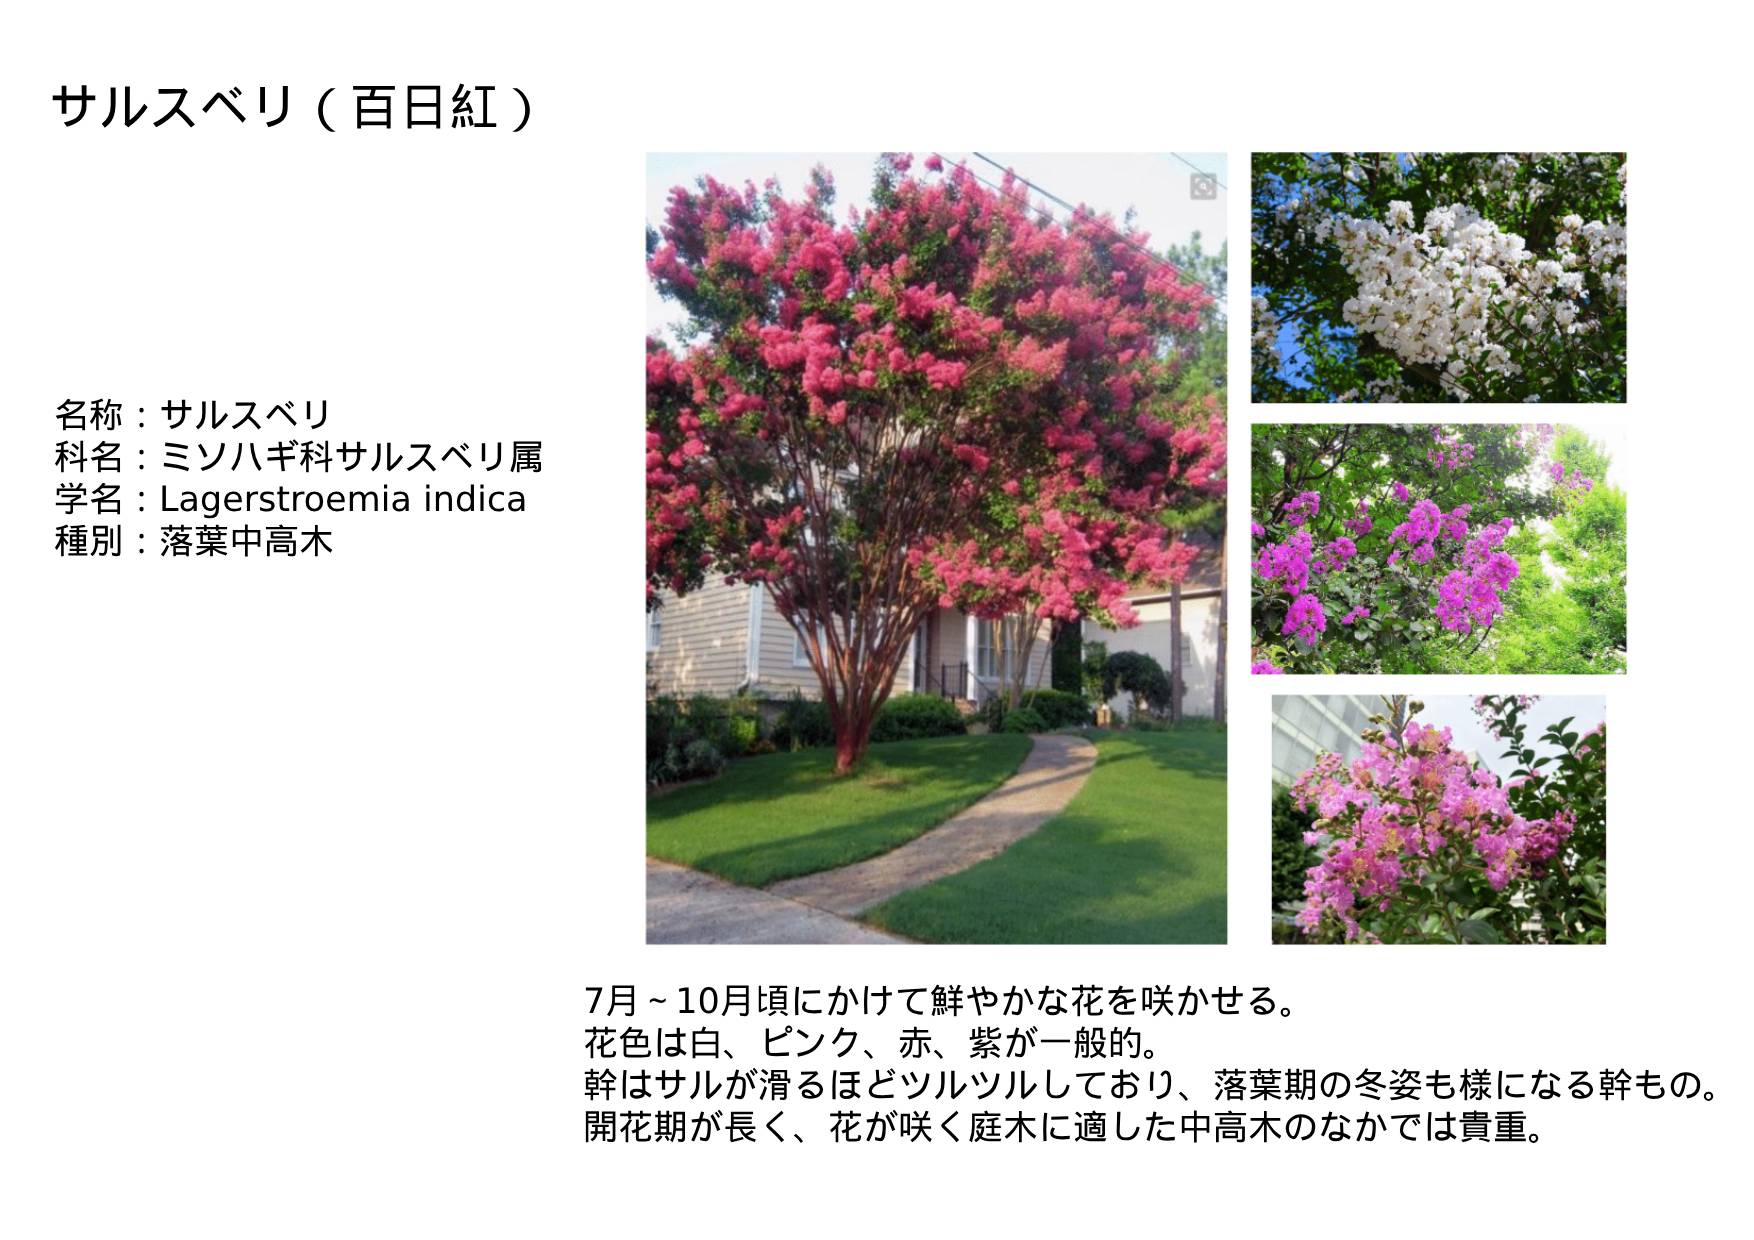 サルスベリ（百日紅）
名称：サルスベリ
科名：ミソハギ科サルスベリ属
学名：Lagerstroemia indica
種別：落葉中高木
7月~10月頃にかけて鮮やかな花を咲かせる。
花色は白、ピンク、赤、紫が一般的。
幹はサルが滑るほどツルツルしており、落葉期の冬姿も様になる幹もの。
開花期が長く、花が咲く庭木に適した中高木のなかでは貴重。